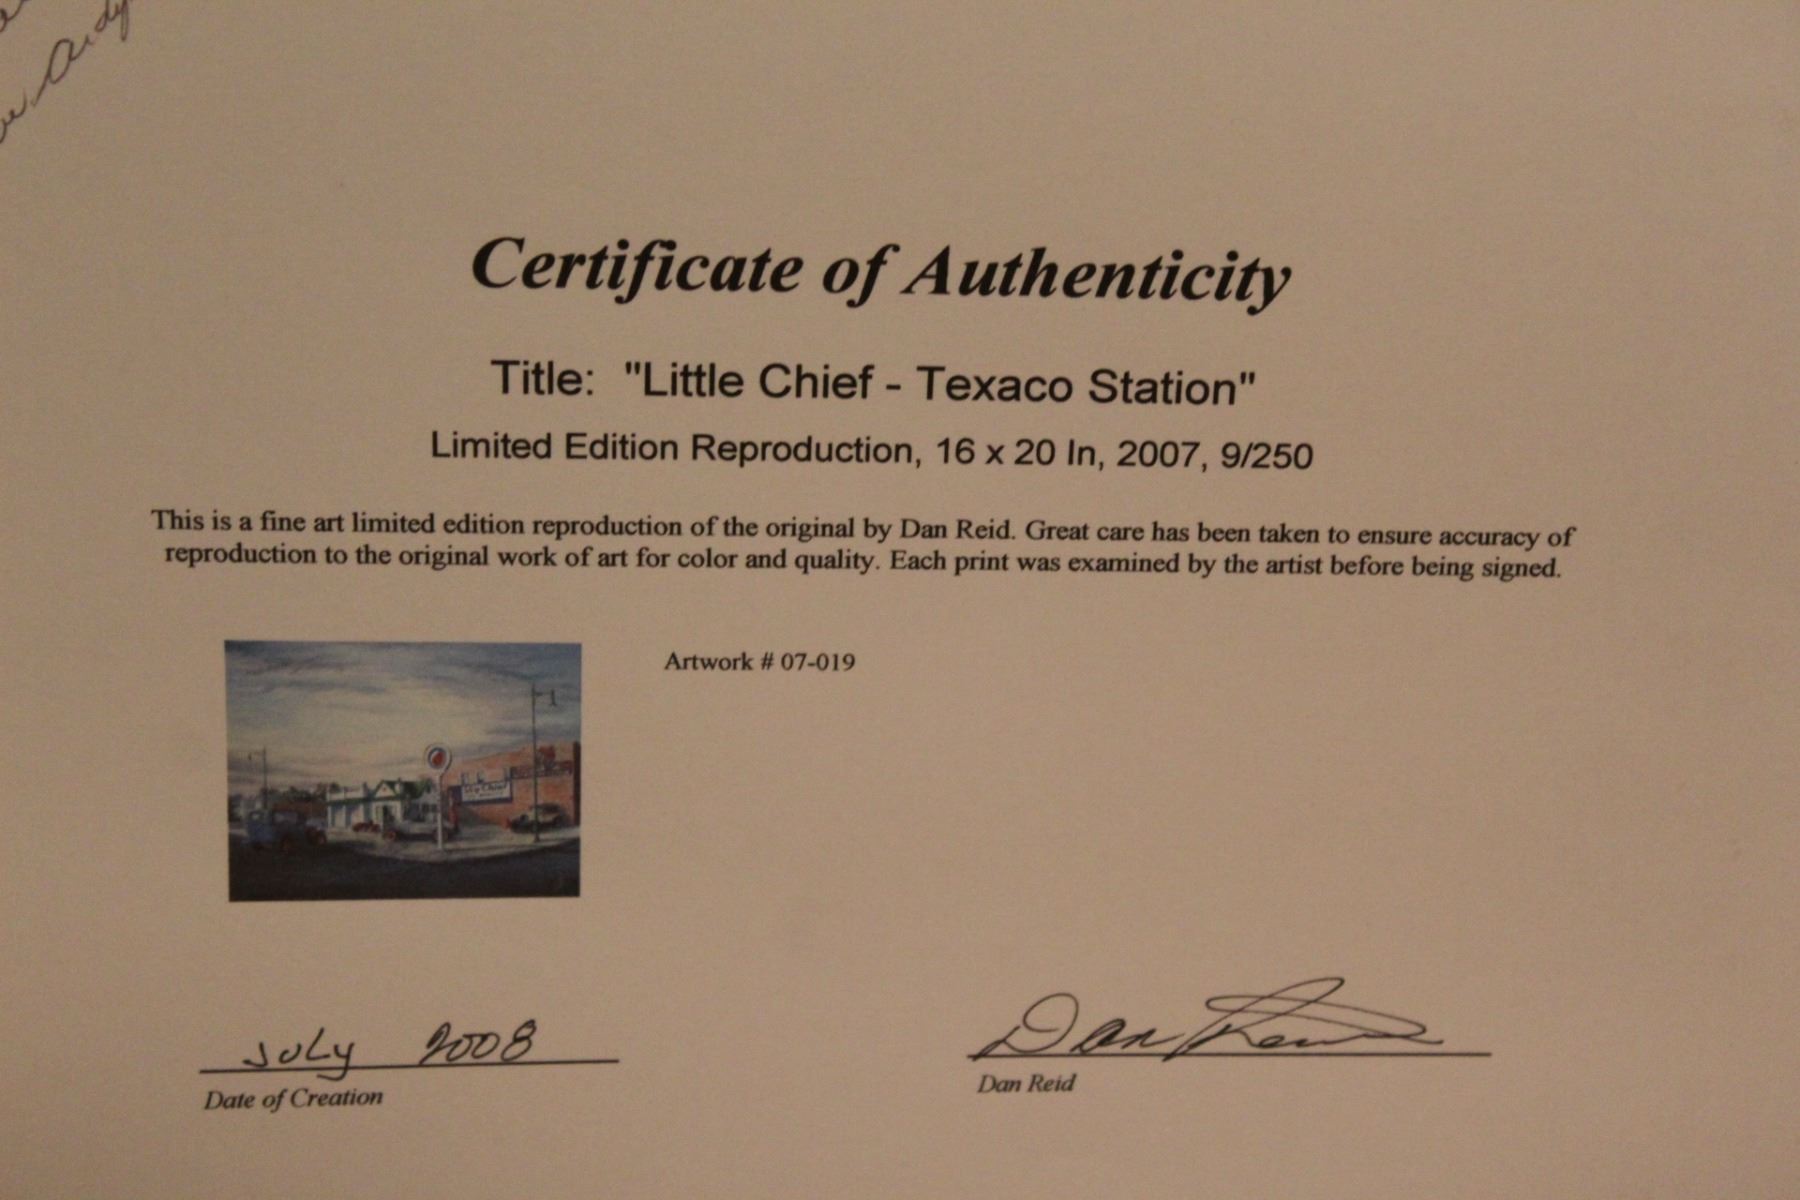 Certificate of Authenticity
Title: "Little Chief - Texaco Station"
Limited Edition Reproduction, 16 x 20 In, 2007, 9/250
This is a fine art limited edition reproduction of the original by Dan Reid. Great care has been taken to ensure accuracy of
reproduction to the original work of art for color and quality. Each print was examined by the artist before being signed.
Artwork # 07-019
July 2008
Date of Creation
Dan Reid
Dan Reid